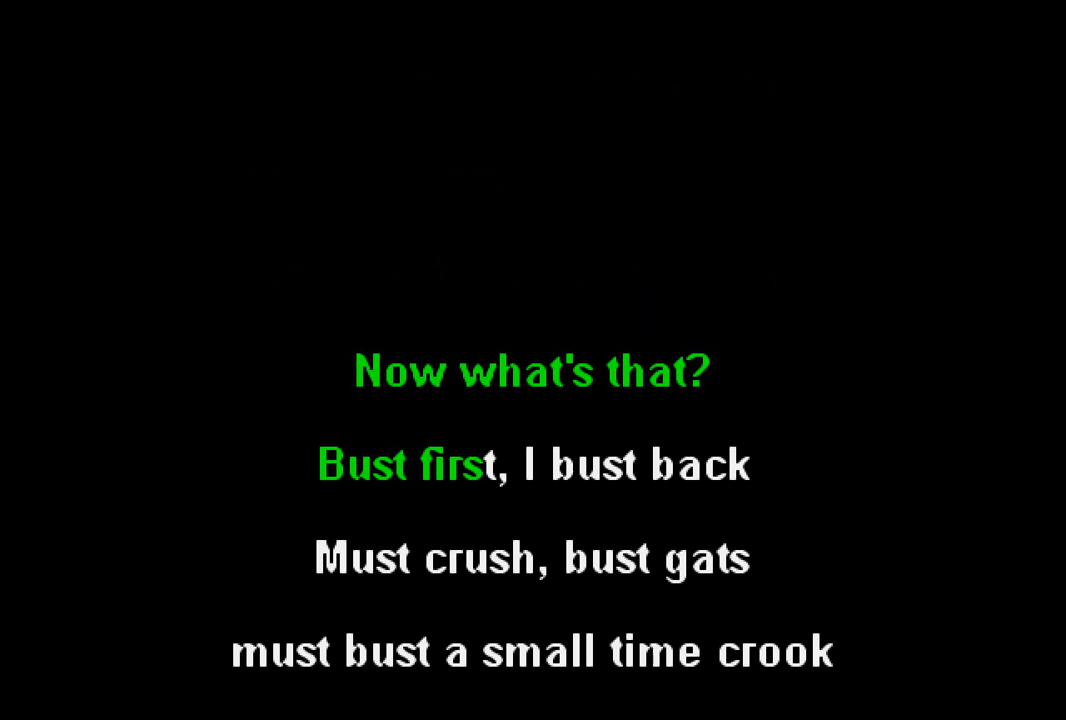 Now what's that?
Bust first, I bust back
Must crush, bust gats
must bust a small time crook